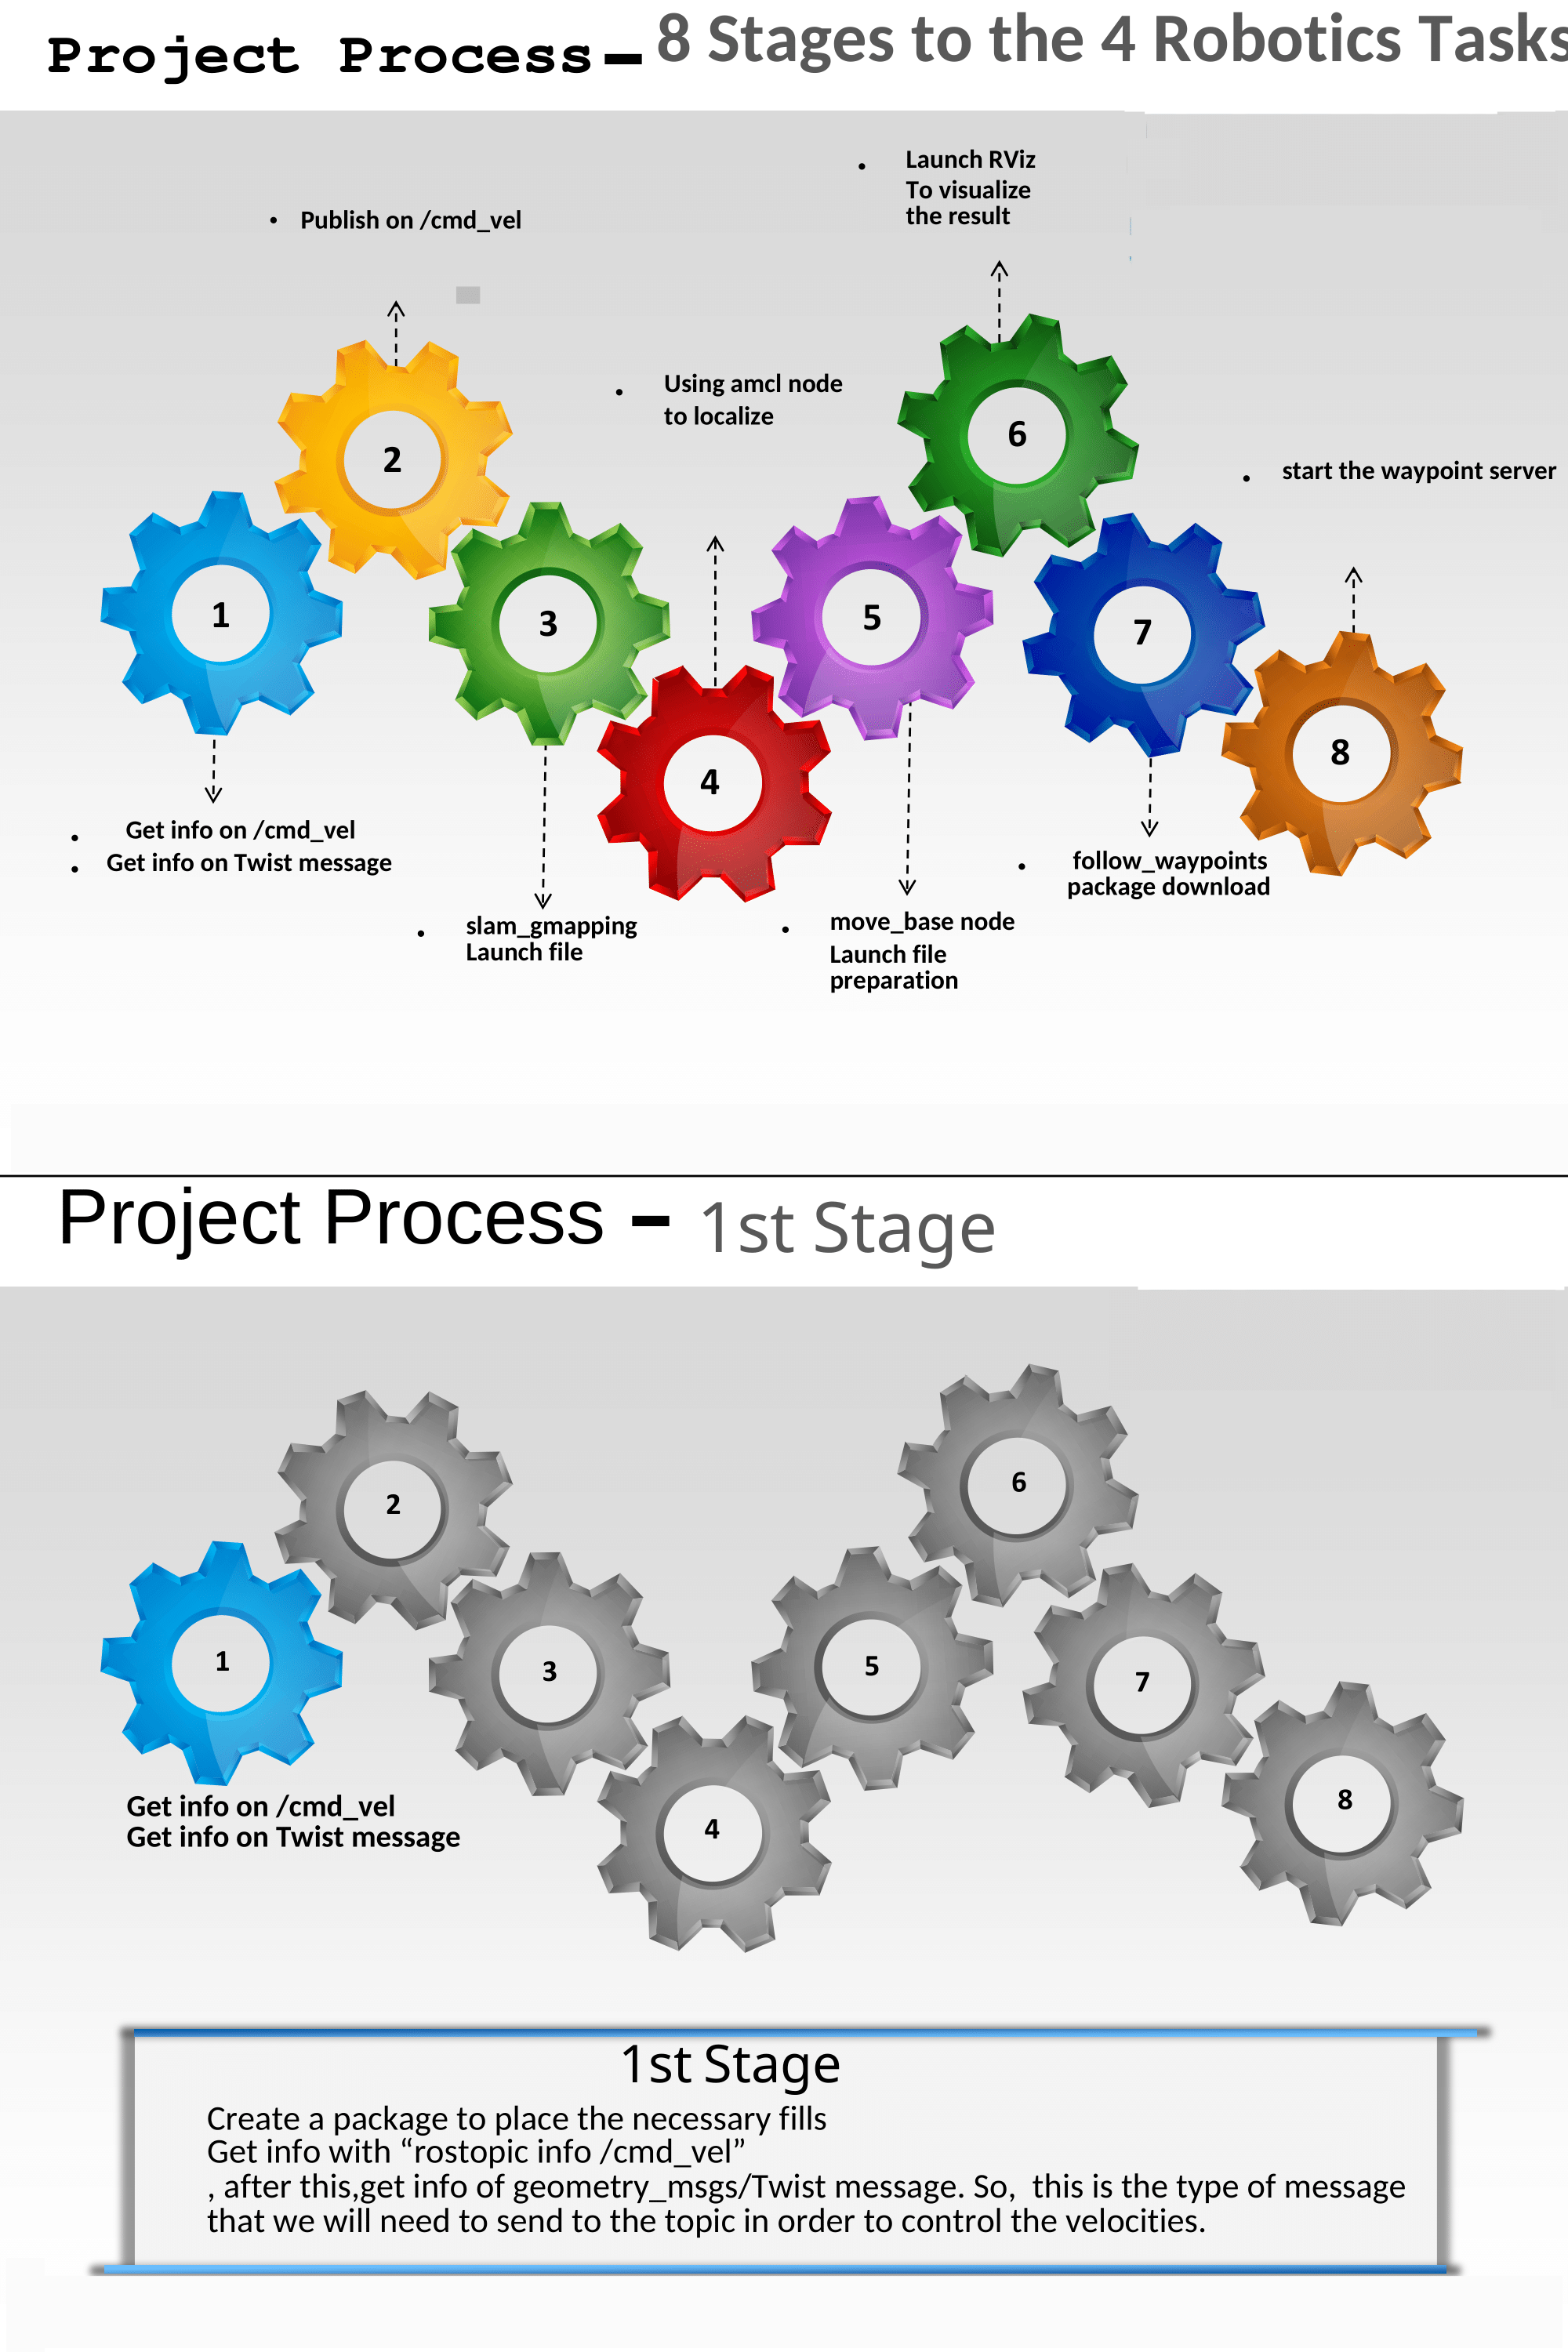 Project Process – 8 Stages to the 4 Robotics Tasks
• Launch RViz
To visualize
the result
• Publish on /cmd_vel
• Using amcl node
to localize
• start the waypoint server
2
6
1
3
5
7
4
8
• Get info on /cmd_vel
• Get info on Twist message
• follow_waypoints
package download
• slam_gmapping
Launch file
• move_base node
Launch file
preparation
Project Process – 1st Stage
2
6
1
3
5
7
4
8
Get info on /cmd_vel
Get info on Twist message
1st Stage
Create a package to place the necessary fills
Get info with “rostopic info /cmd_vel”
, after this,get info of geometry_msgs/Twist message. So,  this is the type of message
that we will need to send to the topic in order to control the velocities.